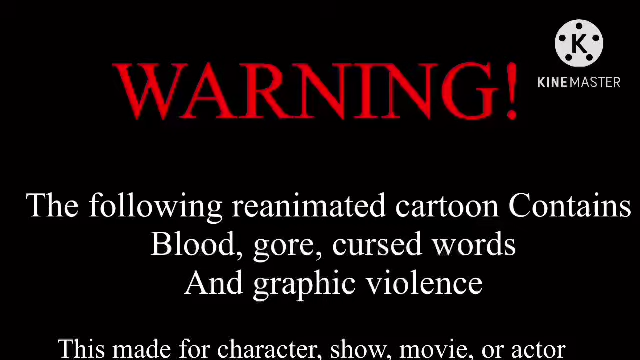 WARNING!
KINEMASTER
The following reanimated cartoon Contains
Blood, gore, cursed words
And graphic violence
This made for character, show, movie, or actor